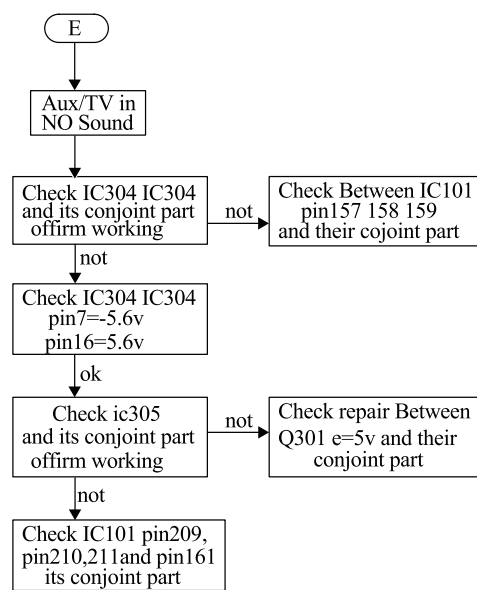 E
Aux/TV in
NO Sound
Check IC304 IC304
and its conjoint part
offirm working
not
Check Between IC101
pin157 158 159
and their cojoint part
not
Check IC304 IC304
pin7=-5.6v
pin16=5.6v
ok
Check ic305
and its conjoint part
offirm working
not
Check repair Between
Q301 e=5v and their
conjoint part
not
Check IC101 pin209,
pin210,211and pin161
its conjoint part